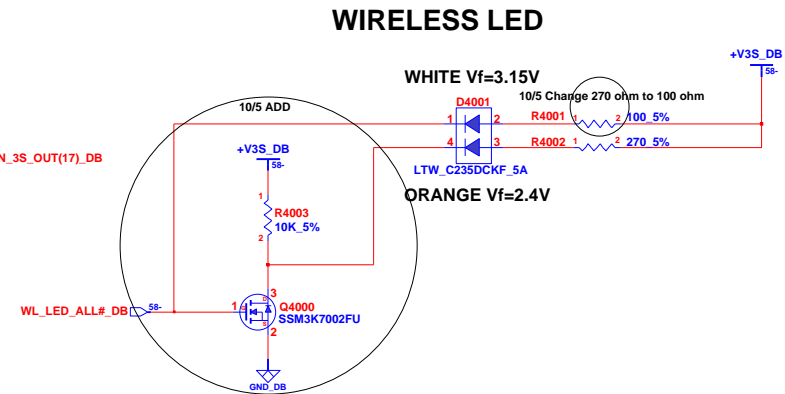 WIRELESS LED
+V3S_DB
58-
WHITE Vf=3.15V
10/5 Change 270 ohm to 100 ohm
10/5 ADD
D4001
1 2 R4001 1 2 100_5%
4 3 R4002 1 2 270_5%
+V3S_DB
N_3S_OUT(17)_DB
58-
LTW_C235DCKF_5A
ORANGE Vf=2.4V
1
R4003
10K_5%
2
3
D
WL_LED_ALL#_DB 58- 1 G Q4000
SSM3K7002FU
S
2
GND_DB